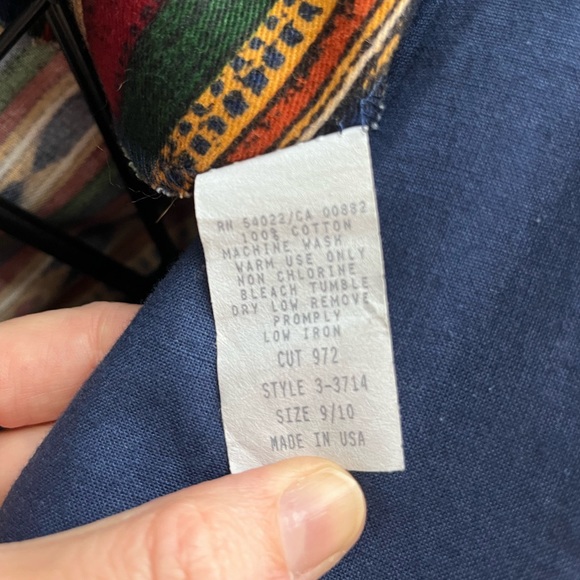 RN 54022/CA 00882
100% COTTON
MACHINE WASH
WARM USE ONLY
NON CHLORINE
BLEACH TUMBLE
DRY LOW REMOVE
PROMPLY
LOW IRON
CUT 972
STYLE 3-3714
SIZE 9/10
MADE IN USA